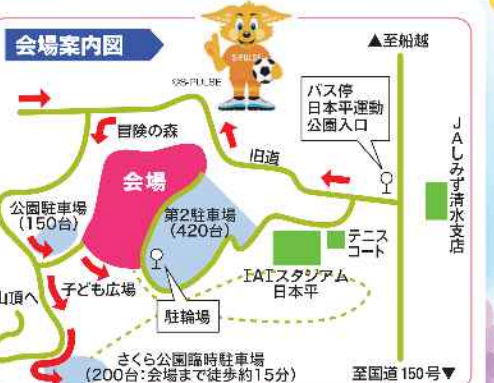 会場案内図
▲至船越
S-PULSE
©S-PULSE
バス停
日本平運動
公園入口
冒険の森
旧道
JAしみず清水支店
会場
公園駐車場
(150台)
第2駐車場
(420台)
テニス
コート
IAIスタジアム
日本平
山頂へ
子ども広場
駐輪場
さくら公園臨時駐車場
(200台:会場まで徒歩約15分)
至国道150号▼